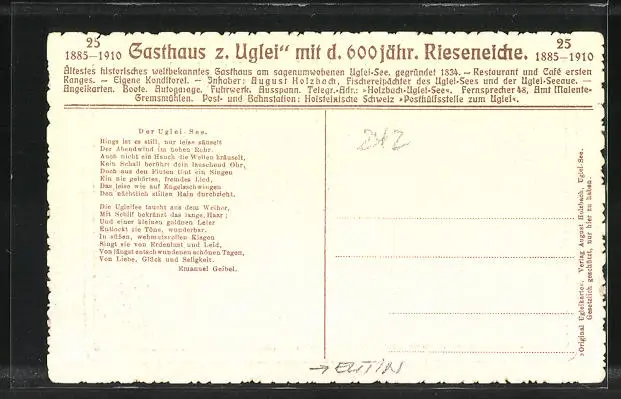 25
1885—1910
Gasthaus z. Uglei“ mit d. 600jähr. Rieseneiche.
25
1885—1910
Ältestes historisches weltbekanntes Gasthaus am sagenumwobenen Uglei-See, gegründet 1834. — Restaurant und Café ersten
Ranges. — Eigene Konditorei. — Inhaber: August Holzbach, Fischereipächter des Uglei-Sees und der Uglei-Seeaue. —
Angelkarten. Boote. Autogarage. Fuhrwerk. Ausspann. Telegr.-Adr.: »Holzbach-Uglei-See«. Fernsprecher 48, Amt Malente-
Gremsmühlen. Post- und Bahnstation: Holsteinische Schweiz »Posthülfsstelle zum Uglei«.
Der Uglei-See.
Rings ist es still, nur leise säuselt
Der Abendwind im hohen Rohr.
Auch nicht ein Hauch die Wellen kräuselt,
Kein Schall berührt dein lauschend Ohr,
Doch aus den Fluten tönt ein Singen
Ein nie gehörtes, fremdes Lied,
Das leise wie auf Engelsschwingen
Den nächtlich stillen Hain durchzieht.
Die Ugleifee taucht aus dem Weiher,
Mit Schilf bekränzt das lange Haar;
Und einer kleinen goldnen Leier
Entlockt sie Töne, wunderbar.
In süßen, wehmutsvollen Klagen
Singt sie von Erdenlust und Leid,
Von längst entschwundenen schönen Tagen,
Von Liebe, Glück und Seligkeit.
Emanuel Geibel.
»Original Ugleikarte«. Verlag August Holzbach, Uglei-See.
Gesetzlich geschützt, nur hier zu haben.
→ EUTIN